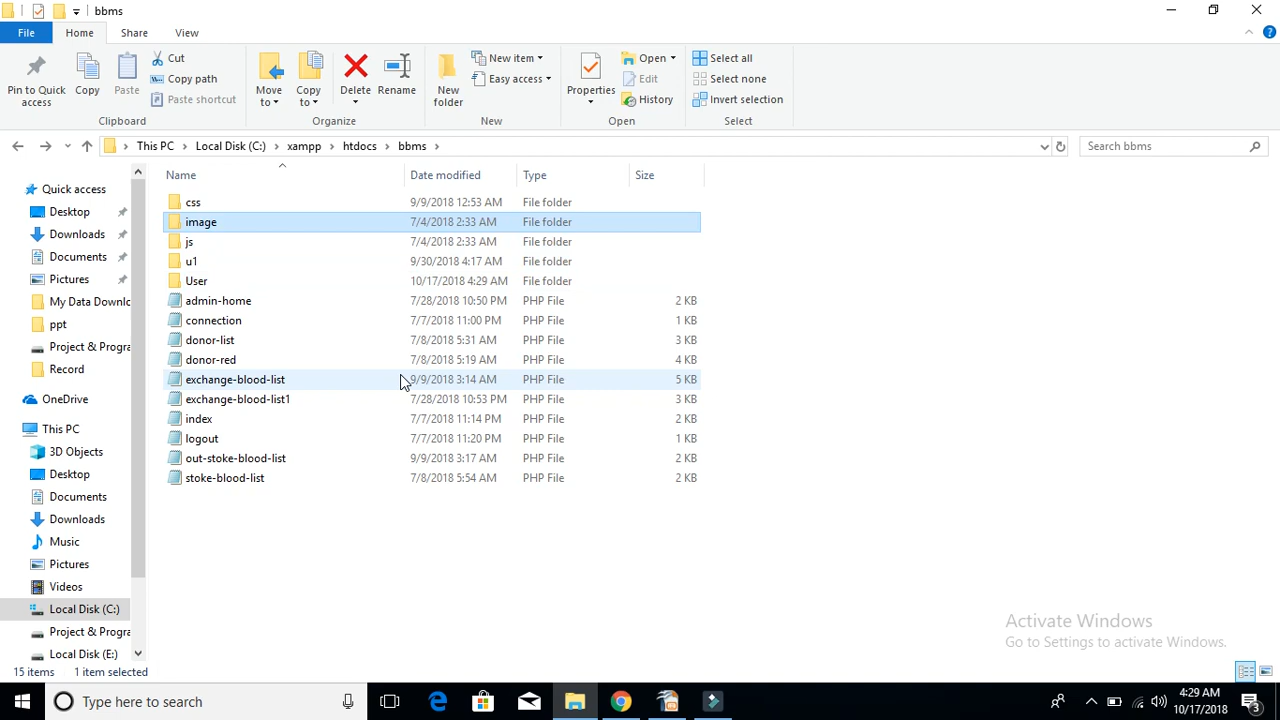 bbms
File Home Share View
Pin to Quick access
Copy
Paste
Cut
Copy path
Paste shortcut
Clipboard
Move to
Copy to
Delete
Rename
Organize
New folder
New item
Easy access
New
Properties
Open
Edit
History
Open
Select all
Select none
Invert selection
Select
This PC > Local Disk (C:) > xampp > htdocs > bbms >
Search bbms
Quick access
Desktop
Downloads
Documents
Pictures
My Data Downlo
ppt
Project & Progra
Record
OneDrive
This PC
3D Objects
Desktop
Documents
Downloads
Music
Pictures
Videos
Local Disk (C:)
Project & Progra
Local Disk (E:)
Name Date modified Type Size
css 9/9/2018 12:53 AM File folder
image 7/4/2018 2:33 AM File folder
js 7/4/2018 2:33 AM File folder
u1 9/30/2018 4:17 AM File folder
User 10/17/2018 4:29 AM File folder
admin-home 7/28/2018 10:50 PM PHP File 2 KB
connection 7/7/2018 11:00 PM PHP File 1 KB
donor-list 7/8/2018 5:31 AM PHP File 3 KB
donor-red 7/8/2018 5:19 AM PHP File 4 KB
exchange-blood-list 9/9/2018 3:14 AM PHP File 5 KB
exchange-blood-list1 7/28/2018 10:53 PM PHP File 3 KB
index 7/7/2018 11:14 PM PHP File 2 KB
logout 7/7/2018 11:20 PM PHP File 1 KB
out-stoke-blood-list 9/9/2018 3:17 AM PHP File 2 KB
stoke-blood-list 7/8/2018 5:54 AM PHP File 2 KB
Activate Windows
Go to Settings to activate Windows.
15 items 1 item selected
Type here to search
4:29 AM
10/17/2018
3